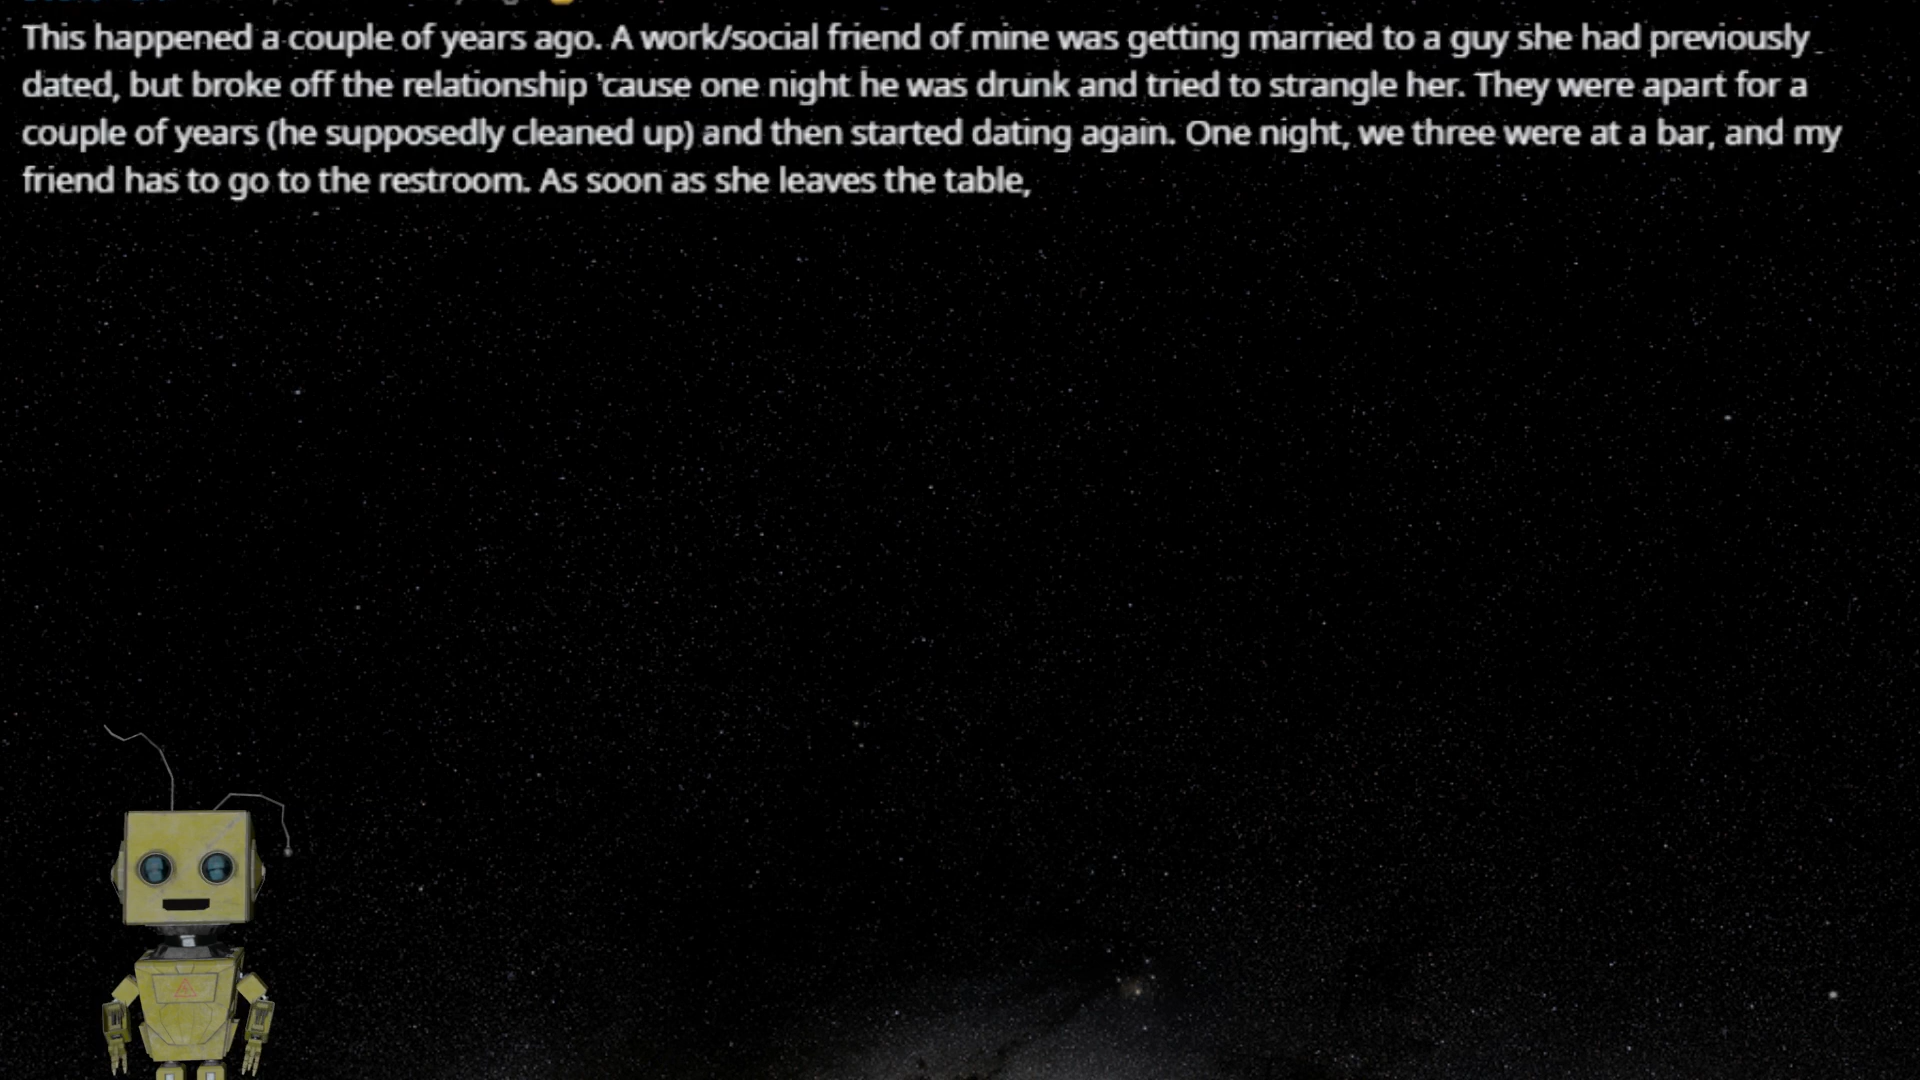 This happened a couple of years ago. A work/social friend of mine was getting married to a guy she had previously
dated, but broke off the relationship 'cause one night he was drunk and tried to strangle her. They were apart for a
couple of years (he supposedly cleaned up) and then started dating again. One night, we three were at a bar, and my
friend has to go to the restroom. As soon as she leaves the table,